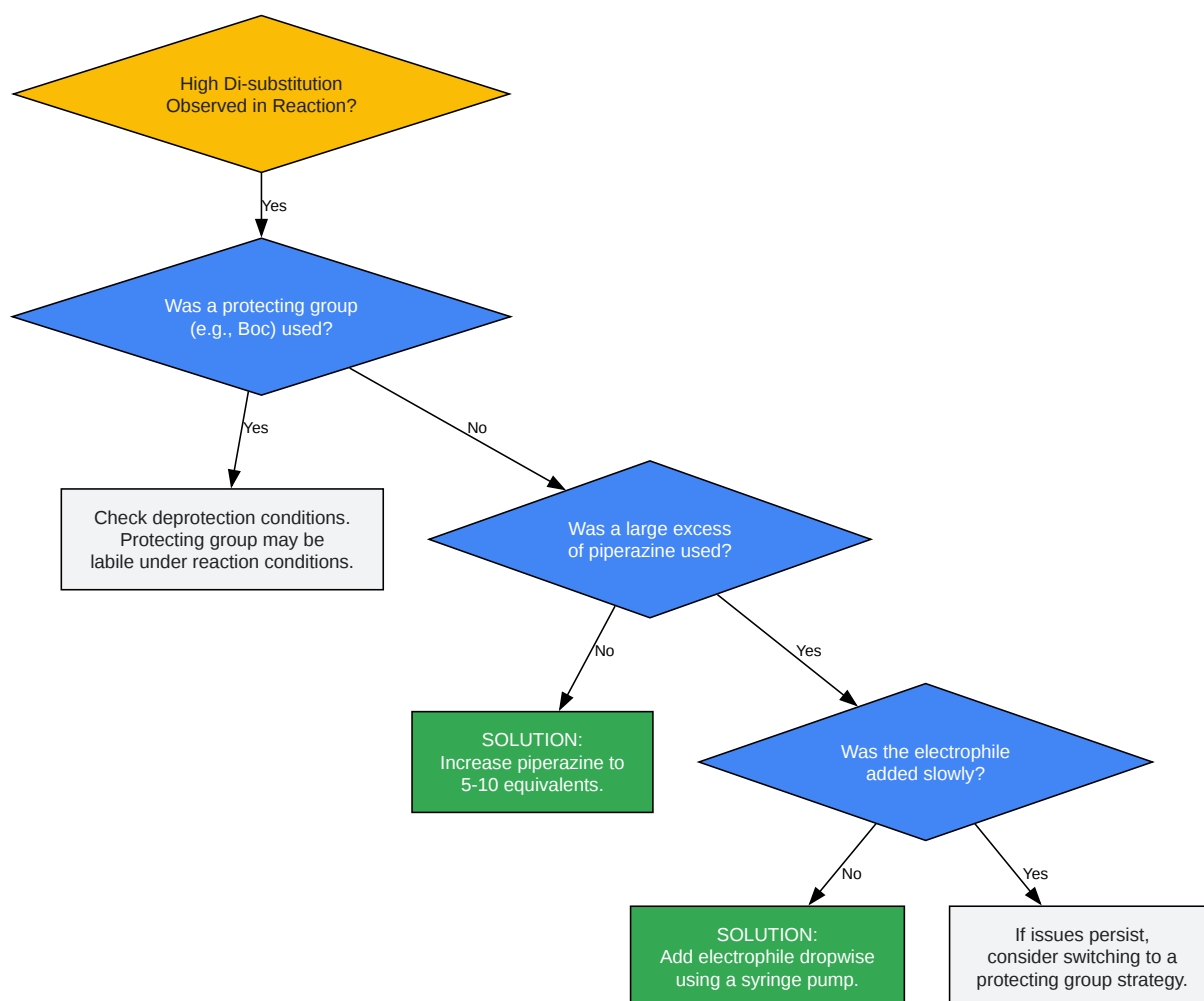 High Di-substitution
Observed in Reaction?
Yes
Was a protecting group
(e.g., Boc) used?
Yes
No
Check deprotection conditions.
Protecting group may be
labile under reaction conditions.
Was a large excess
of piperazine used?
No
Yes
SOLUTION:
Increase piperazine to
5-10 equivalents.
Was the electrophile
added slowly?
No
Yes
SOLUTION:
Add electrophile dropwise
using a syringe pump.
If issues persist,
consider switching to a
protecting group strategy.